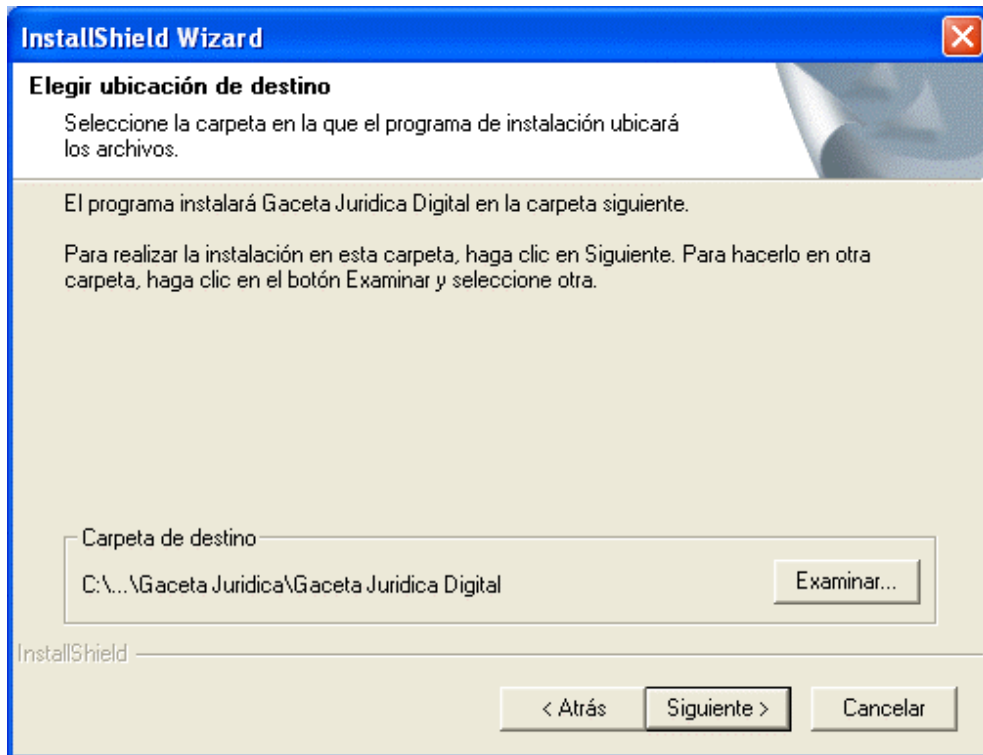 InstallShield Wizard
Elegir ubicación de destino
Seleccione la carpeta en la que el programa de instalación ubicará
los archivos.
El programa instalará Gaceta Juridica Digital en la carpeta siguiente.
Para realizar la instalación en esta carpeta, haga clic en Siguiente. Para hacerlo en otra
carpeta, haga clic en el botón Examinar y seleccione otra.
Carpeta de destino
C:\...\Gaceta Juridica\Gaceta Juridica Digital
Examinar...
InstallShield
< Atrás
Siguiente >
Cancelar